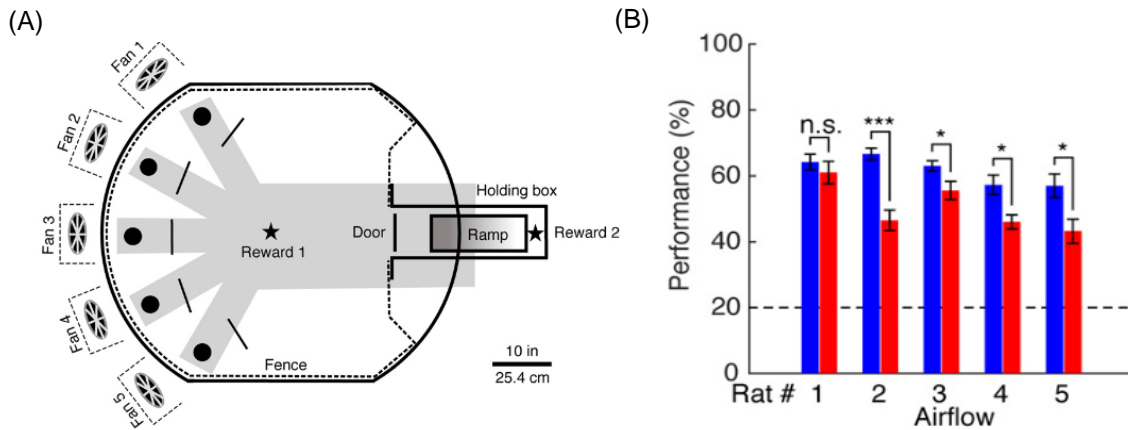 (A)
Fan 1
Fan 2
Fan 3
Fan 4
Fan 5
Reward 1
Door
Holding box
Ramp
Reward 2
Fence
10 in
25.4 cm
(B)
Performance (%)
100
80
60
40
20
0
n.s.
***
*
*
*
Rat # 1 2 3 4 5
Airflow